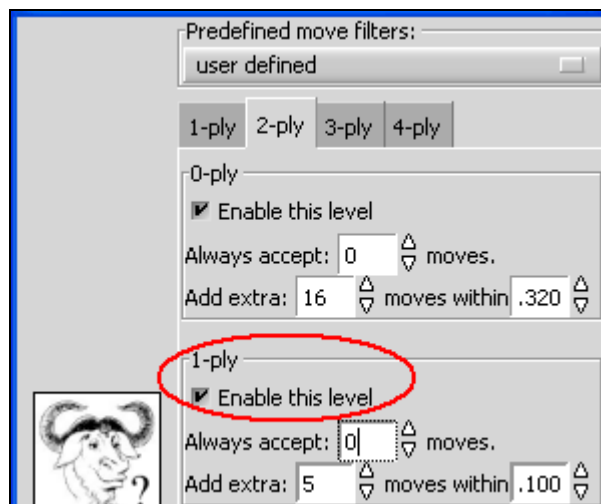 Predefined move filters:
user defined
1-ply 2-ply 3-ply 4-ply
0-ply
Enable this level
Always accept: 0 moves.
Add extra: 16 moves within .320
1-ply
Enable this level
Always accept: 0 moves.
Add extra: 5 moves within .100
?